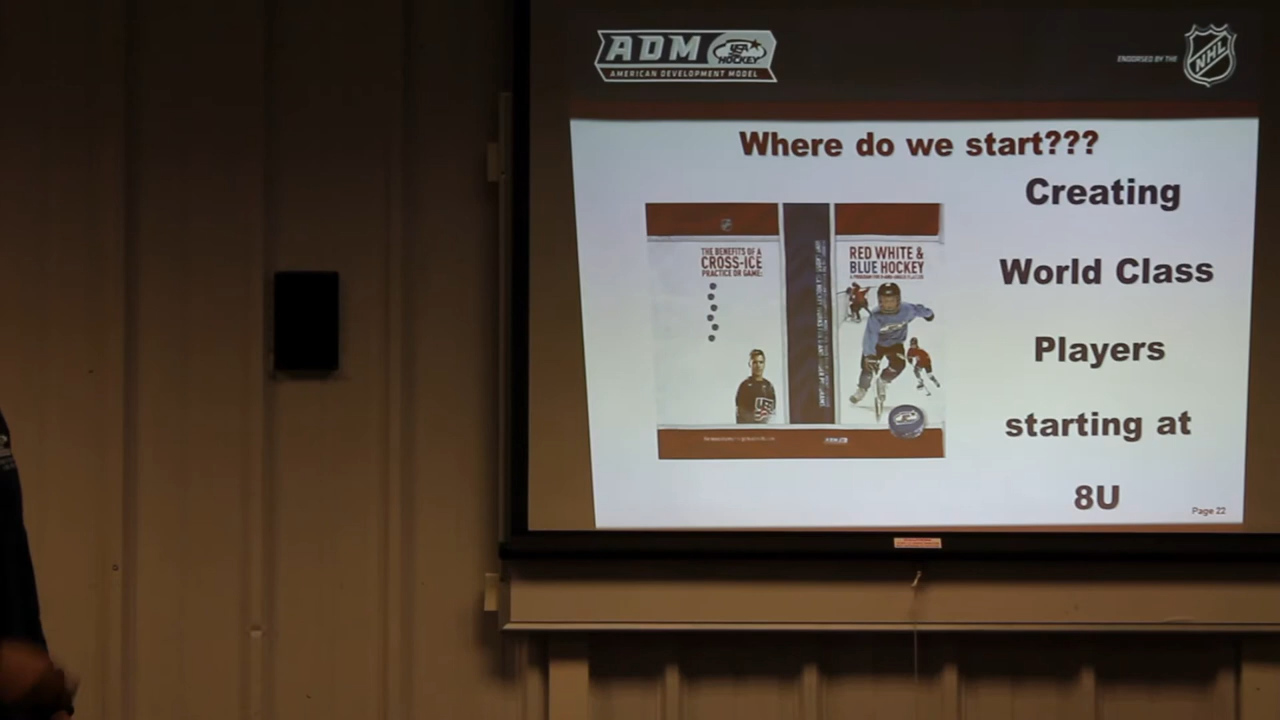 ADM
USA
HOCKEY
AMERICAN DEVELOPMENT MODEL
ENDORSED BY THE
NHL
Where do we start???
Creating
World Class
Players
starting at
8U
THE BENEFITS OF A
CROSS-ICE
PRACTICE OR GAME:
RED WHITE &
BLUE HOCKEY
Page 22